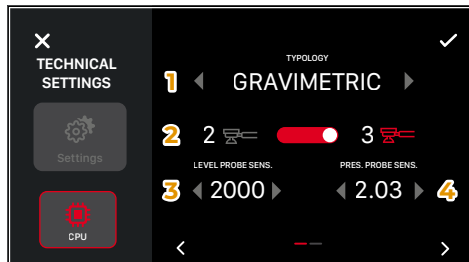 TECHNICAL
SETTINGS
Settings
CPU
TYPOLOGY
1 GRAVIMETRIC
2 2 3
LEVEL PROBE SENS. PRES. PROBE SENS.
3 2000 2.03 4